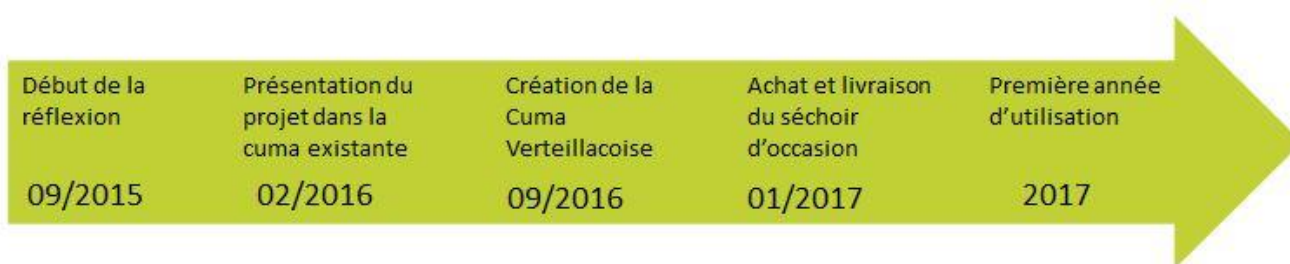 Début de la
réflexion
09/2015
Présentation du
projet dans la
cuma existante
02/2016
Création de la
Cuma
Verteillacoise
09/2016
Achat et livraison
du séchoir
d'occasion
01/2017
Première année
d'utilisation
2017